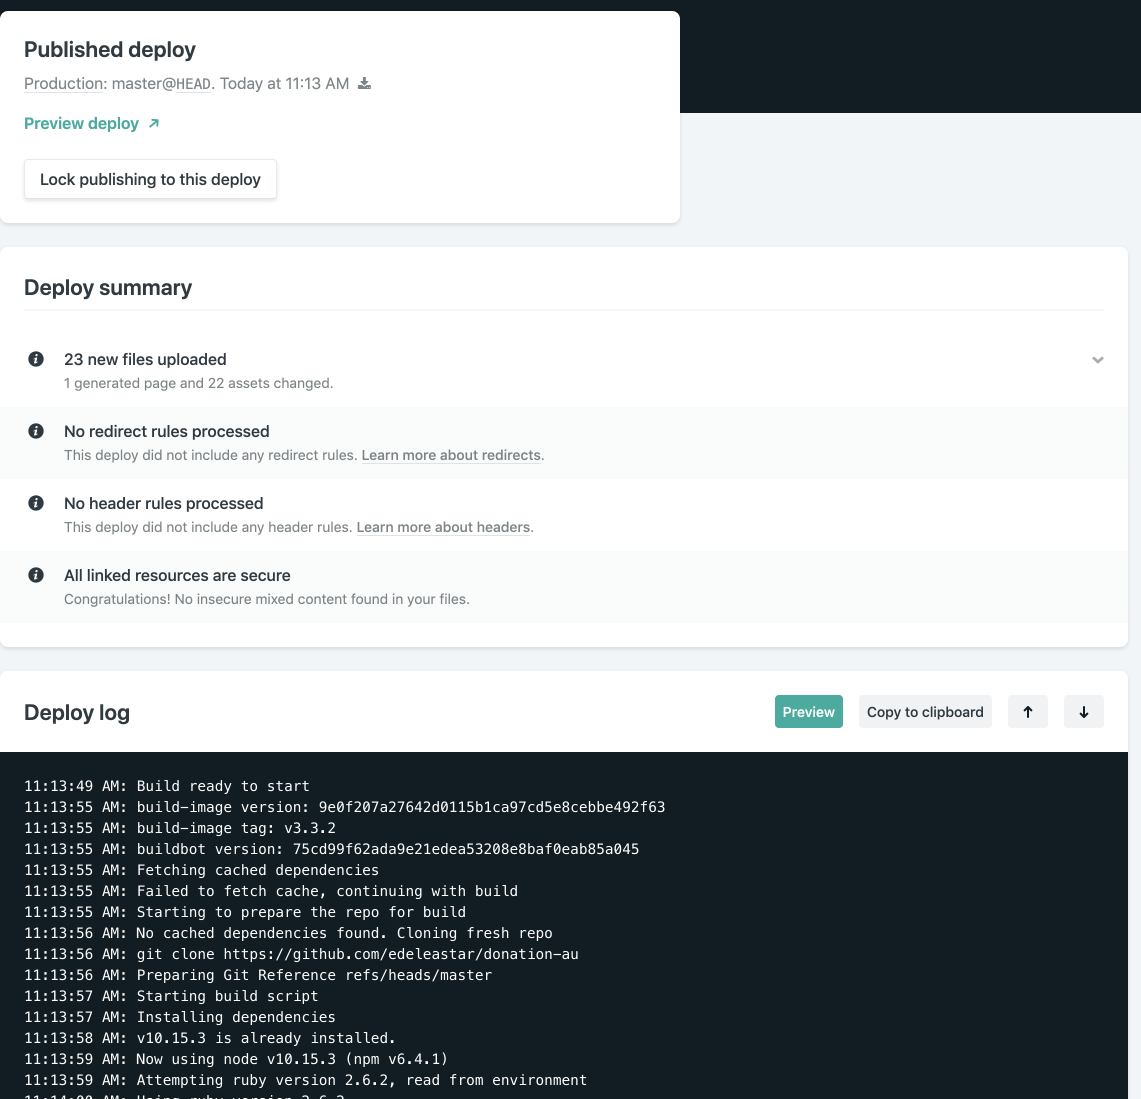 Published deploy
Production: master@HEAD. Today at 11:13 AM
Preview deploy
Lock publishing to this deploy
Deploy summary
23 new files uploaded
1 generated page and 22 assets changed.
No redirect rules processed
This deploy did not include any redirect rules. Learn more about redirects.
No header rules processed
This deploy did not include any header rules. Learn more about headers.
All linked resources are secure
Congratulations! No insecure mixed content found in your files.
Deploy log
Preview
Copy to clipboard
11:13:49 AM: Build ready to start
11:13:55 AM: build-image version: 9e0f207a27642d0115b1ca97cd5e8cebbe492f63
11:13:55 AM: build-image tag: v3.3.2
11:13:55 AM: buildbot version: 75cd99f62ada9e21edea53208e8baf0eab85a045
11:13:55 AM: Fetching cached dependencies
11:13:55 AM: Failed to fetch cache, continuing with build
11:13:55 AM: Starting to prepare the repo for build
11:13:56 AM: No cached dependencies found. Cloning fresh repo
11:13:56 AM: git clone https://github.com/edeleastar/donation-au
11:13:56 AM: Preparing Git Reference refs/heads/master
11:13:57 AM: Starting build script
11:13:57 AM: Installing dependencies
11:13:58 AM: v10.15.3 is already installed.
11:13:59 AM: Now using node v10.15.3 (npm v6.4.1)
11:13:59 AM: Attempting ruby version 2.6.2, read from environment
11:14:00 AM: Using ruby version 2.6.2